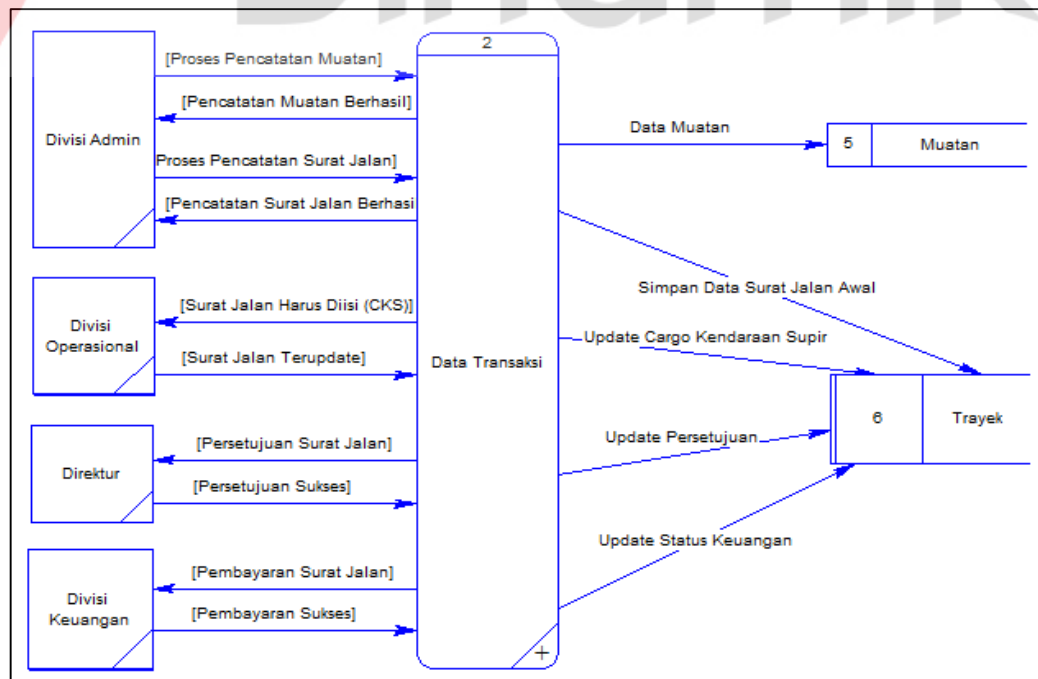 2
[Proses Pencatatan Muatan]
[Pencatatan Muatan Berhasil]
Divisi Admin
Proses Pencatatan Surat Jalan]
[Pencatatan Surat Jalan Berhasi
[Surat Jalan Harus Diisi (CKS)]
Divisi
Operasional
[Surat Jalan Terupdate]
[Persetujuan Surat Jalan]
Direktur
[Persetujuan Sukses]
[Pembayaran Surat Jalan]
Divisi
Keuangan
[Pembayaran Sukses]
Data Transaksi
+
Data Muatan
5 Muatan
Simpan Data Surat Jalan Awal
Update Cargo Kendaraan Supir
6 Trayek
Update Persetujuan
Update Status Keuangan